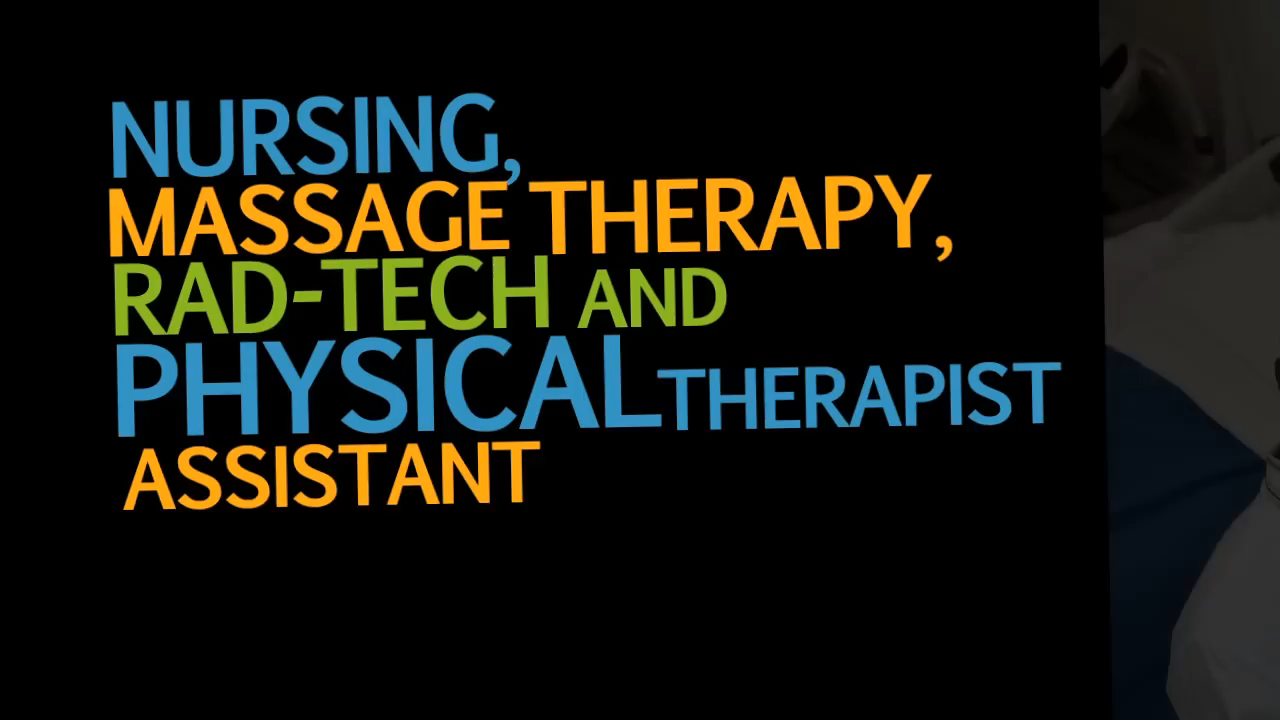 NURSING,
MASSAGE THERAPY,
RAD-TECH AND
PHYSICAL THERAPIST
ASSISTANT